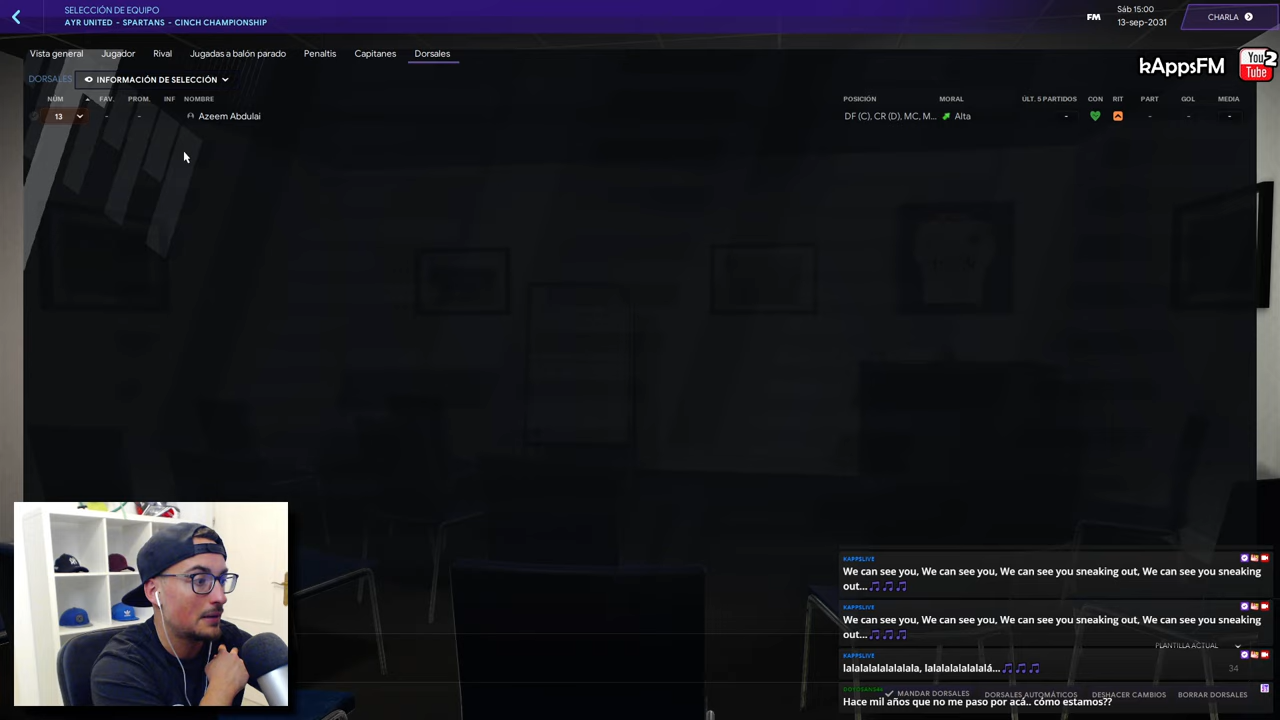 SELECCIÓN DE EQUIPO
AYR UNITED - SPARTANS - CINCH CHAMPIONSHIP
FM
Sáb 15:00
13-sep-2031
CHARLA
Vista general
Jugador
Rival
Jugadas a balón parado
Penaltis
Capitanes
Dorsales
kAppsFM
You
Tube
2
DORSALES
INFORMACIÓN DE SELECCIÓN
NÚM FAV. PROM. INF NOMBRE POSICIÓN MORAL ÚLT. 5 PARTIDOS CON RIT PART GOL MEDIA
13 - - Azeem Abdulai DF (C), CR (D), MC, M... Alta - - - -
KAPPSLIVE
We can see you, We can see you, We can see you sneaking out, We can see you sneaking
out...🎵🎵🎵
KAPPSLIVE
We can see you, We can see you, We can see you sneaking out, We can see you sneaking
out...🎵🎵🎵
PLANTILLA ACTUAL
KAPPSLIVE
lalalalalalalalala, lalalalalalalalá...🎵🎵🎵
34
MANDAR DORSALES
DORSALES AUTOMÁTICOS
DESHACER CAMBIOS
BORRAR DORSALES
Hace mil años que no me paso por acá.. cómo estamos??